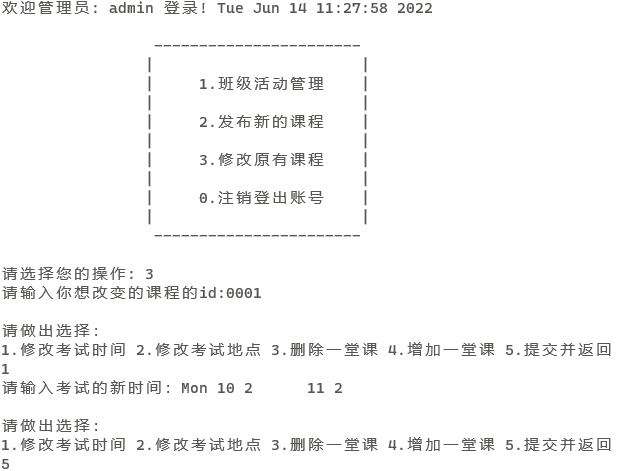 欢迎管理员: admin 登录! Tue Jun 14 11:27:58 2022
1.班级活动管理
2.发布新的课程
3.修改原有课程
0.注销登出账号
请选择您的操作: 3
请输入你想改变的课程的id:0001
请做出选择:
1.修改考试时间 2.修改考试地点 3.删除一堂课 4.增加一堂课 5.提交并返回
1
请输入考试的新时间: Mon 10 2      11 2
请做出选择:
1.修改考试时间 2.修改考试地点 3.删除一堂课 4.增加一堂课 5.提交并返回
5